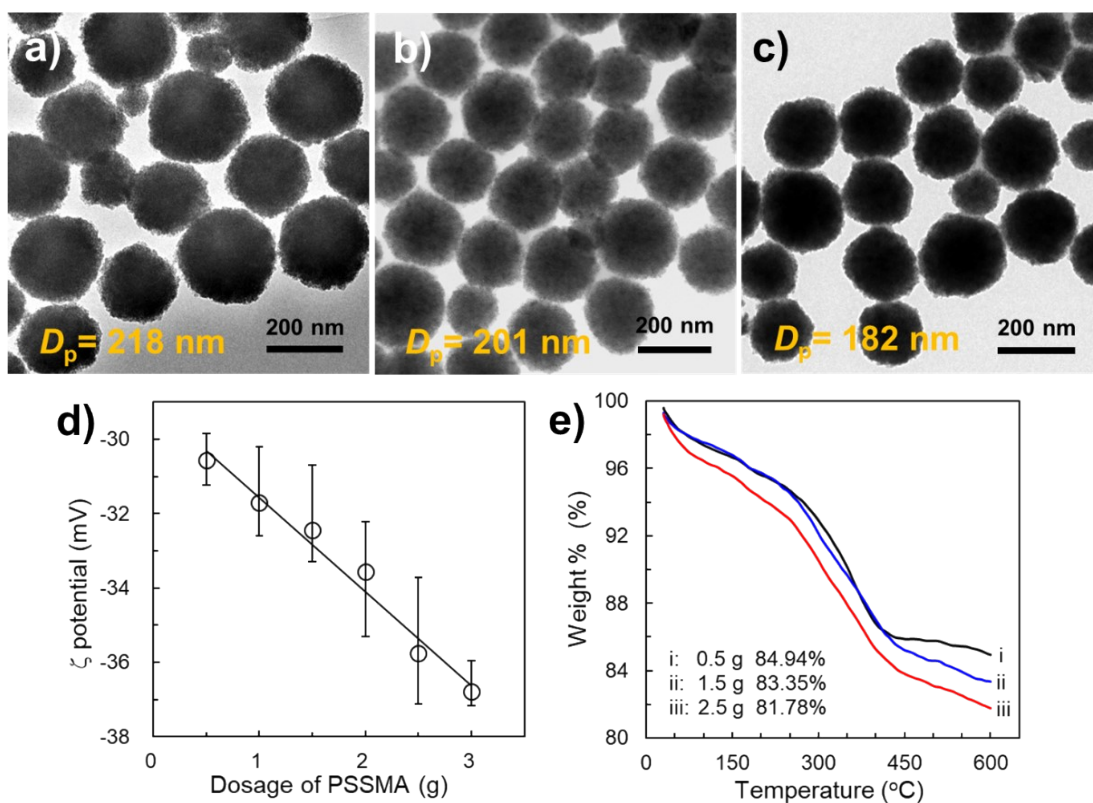 a)
b)
c)
Dp= 218 nm
200 nm
Dp= 201 nm
200 nm
Dp= 182 nm
200 nm
d)
-30
-32
-34
-36
-38
ζ potential (mV)
0 1 2 3
Dosage of PSSMA (g)
e)
100
96
92
88
84
80
Weight % (%)
i
ii
iii
i: 0.5 g 84.94%
ii: 1.5 g 83.35%
iii: 2.5 g 81.78%
0 150 300 450 600
Temperature (°C)